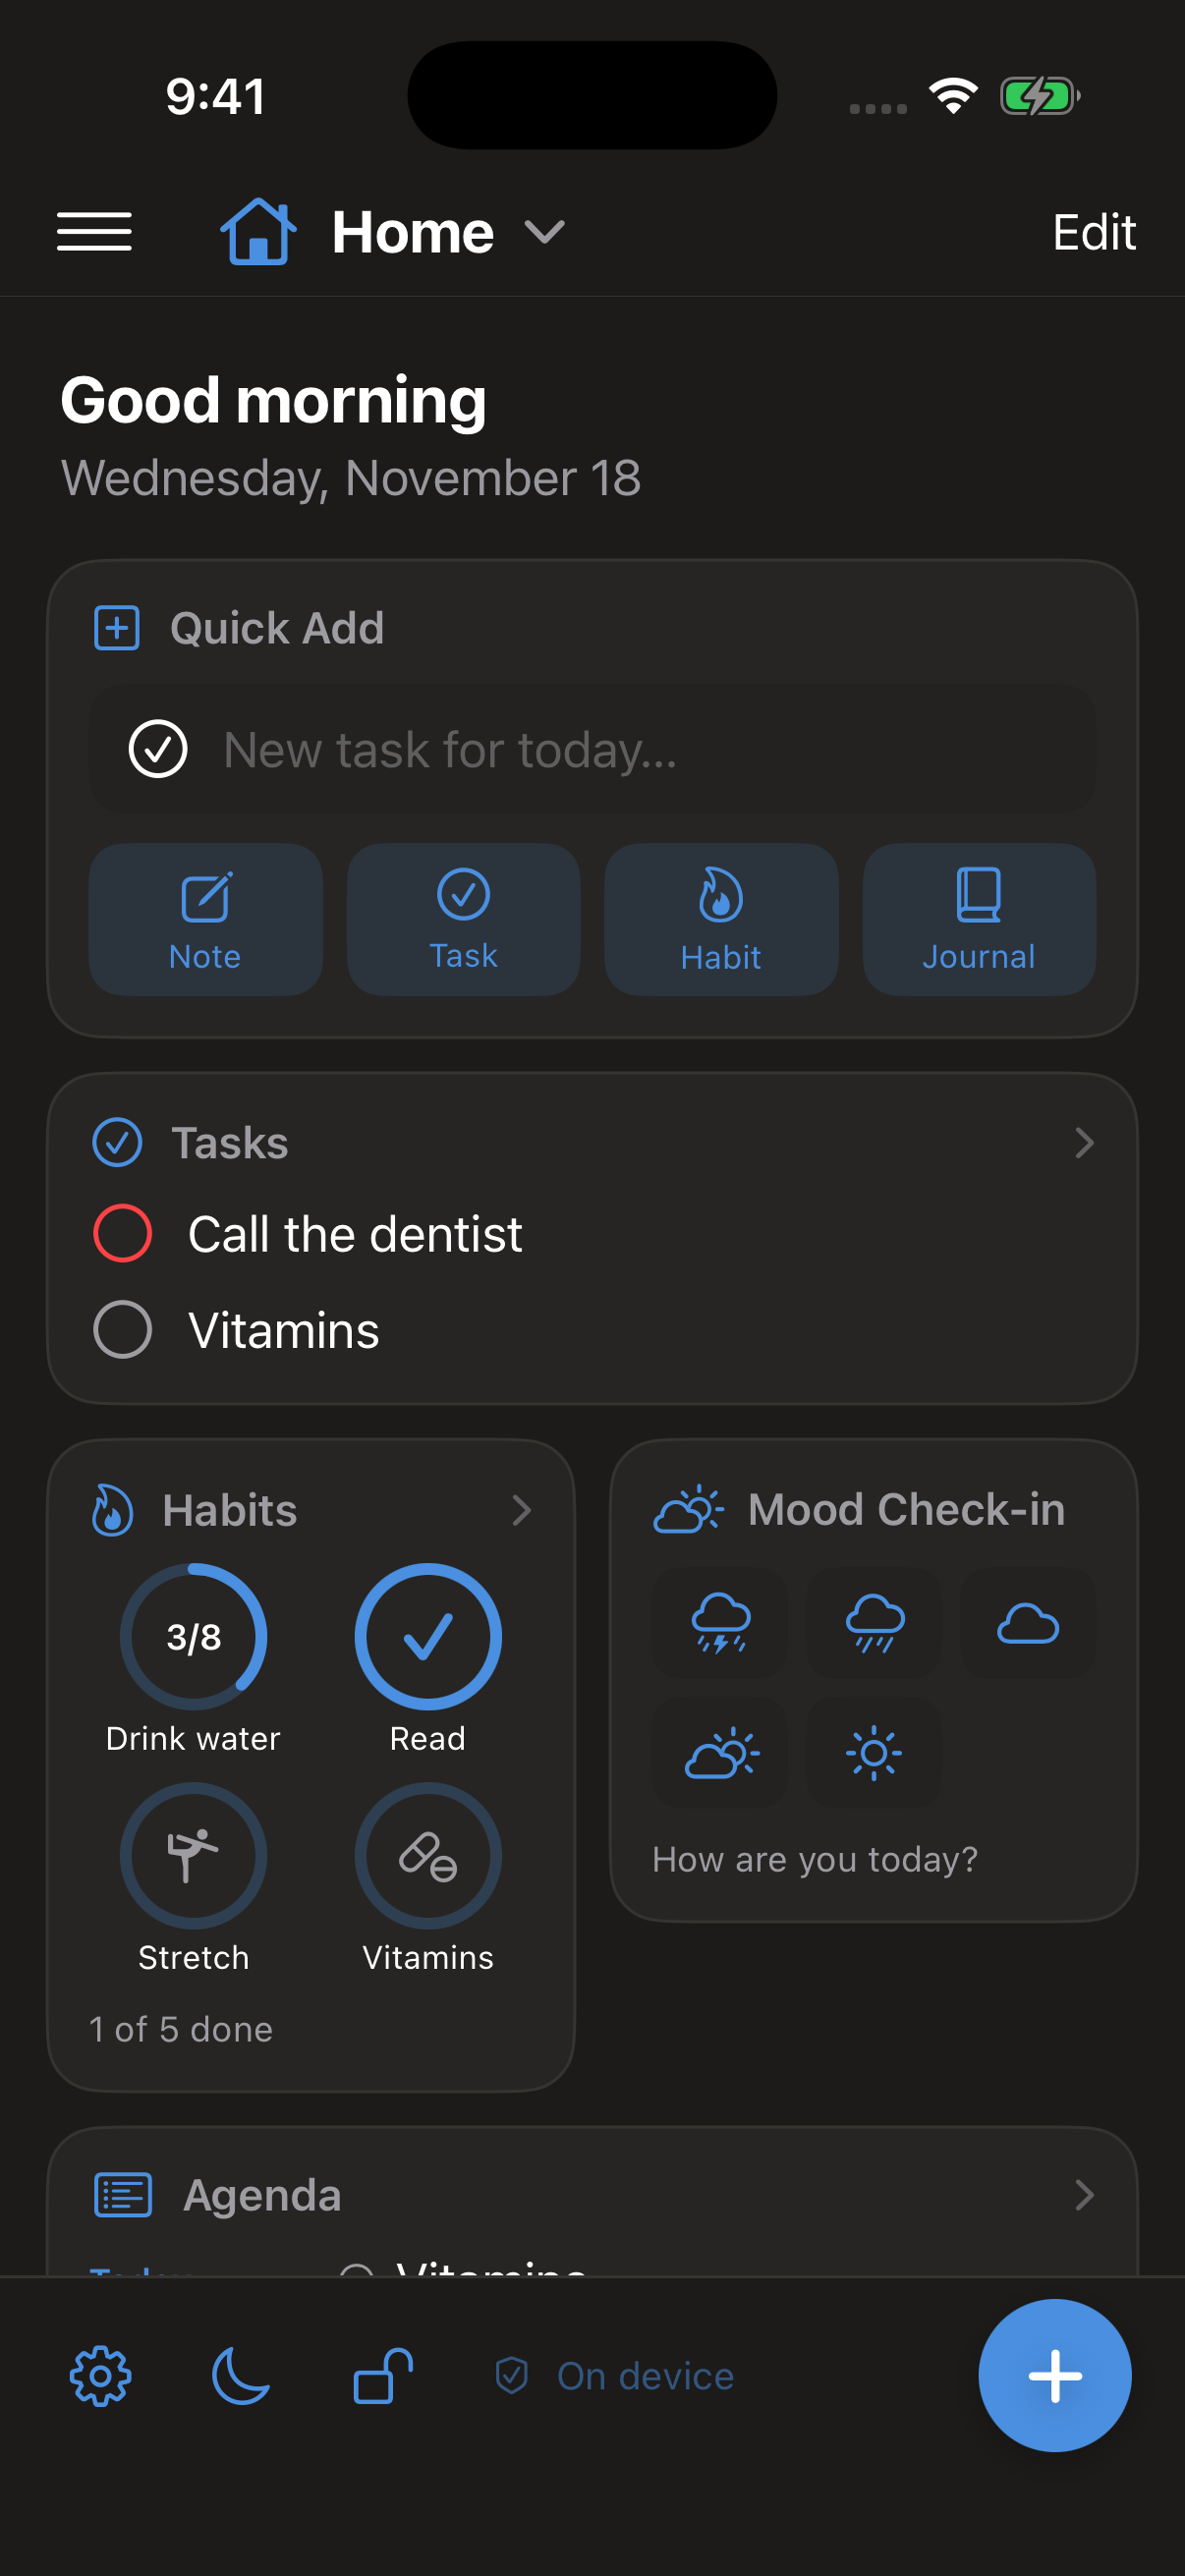 9:41
Home
Edit
Good morning
Wednesday, November 18
Quick Add
New task for today...
Note
Task
Habit
Journal
Tasks
Call the dentist
Vitamins
Habits
3/8
Drink water
Read
Stretch
Vitamins
1 of 5 done
Mood Check-in
How are you today?
Agenda
Today
Vitamins
On device